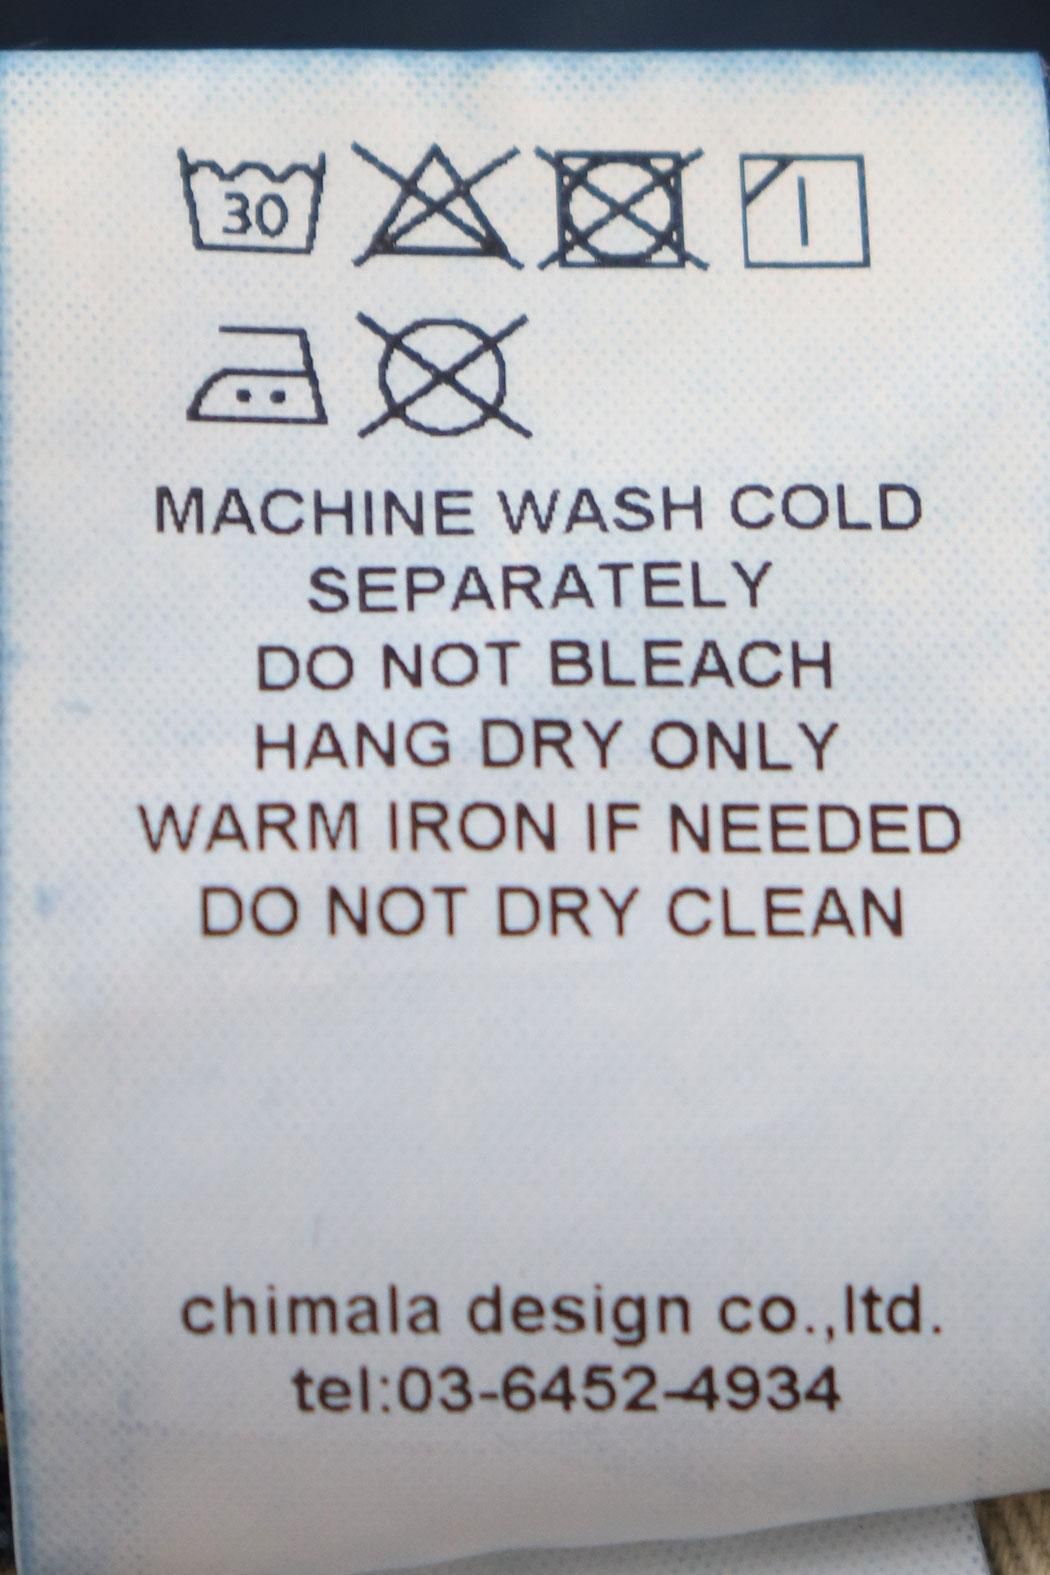 30
MACHINE WASH COLD
SEPARATELY
DO NOT BLEACH
HANG DRY ONLY
WARM IRON IF NEEDED
DO NOT DRY CLEAN
chimala design co.,ltd.
tel:03-6452-4934